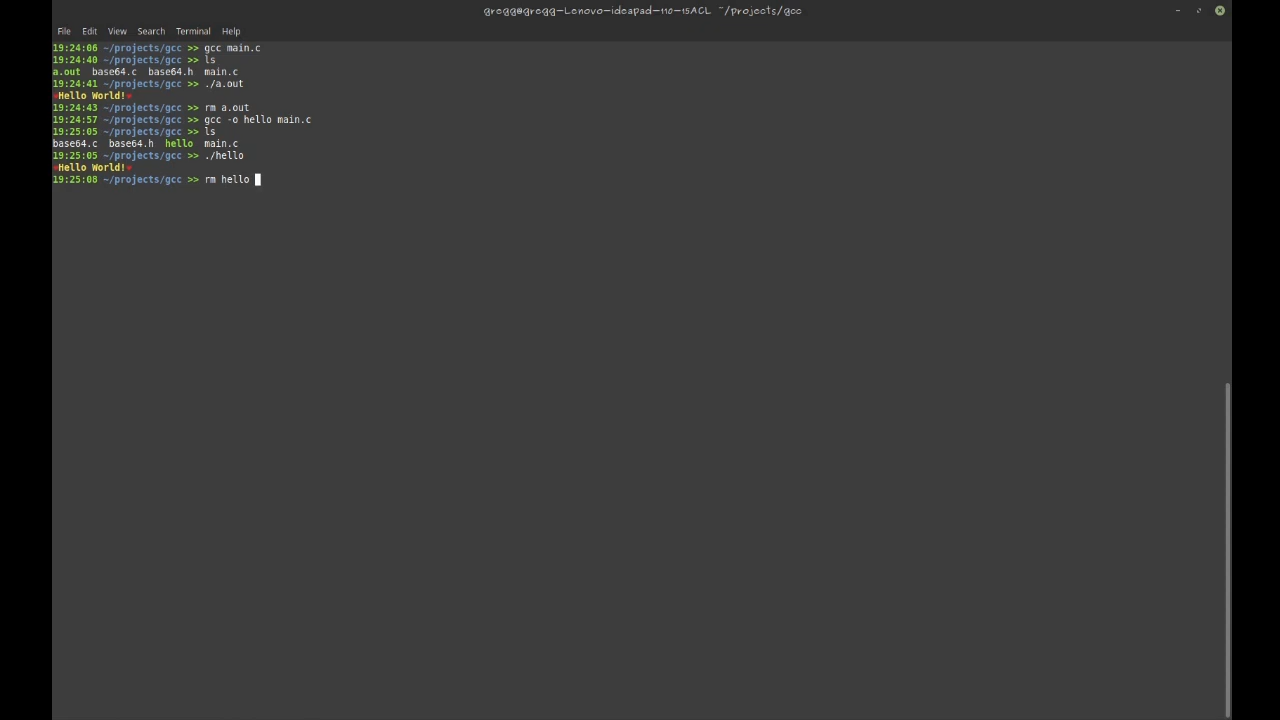 gregg@gregg-Lenovo-ideapad-110-15ACL ~/projects/gcc
File Edit View Search Terminal Help
19:24:06 ~/projects/gcc >> gcc main.c
19:24:40 ~/projects/gcc >> ls
a.out base64.c base64.h main.c
19:24:41 ~/projects/gcc >> ./a.out
*Hello World!*
19:24:43 ~/projects/gcc >> rm a.out
19:24:57 ~/projects/gcc >> gcc -o hello main.c
19:25:05 ~/projects/gcc >> ls
base64.c base64.h hello main.c
19:25:05 ~/projects/gcc >> ./hello
*Hello World!*
19:25:08 ~/projects/gcc >> rm hello